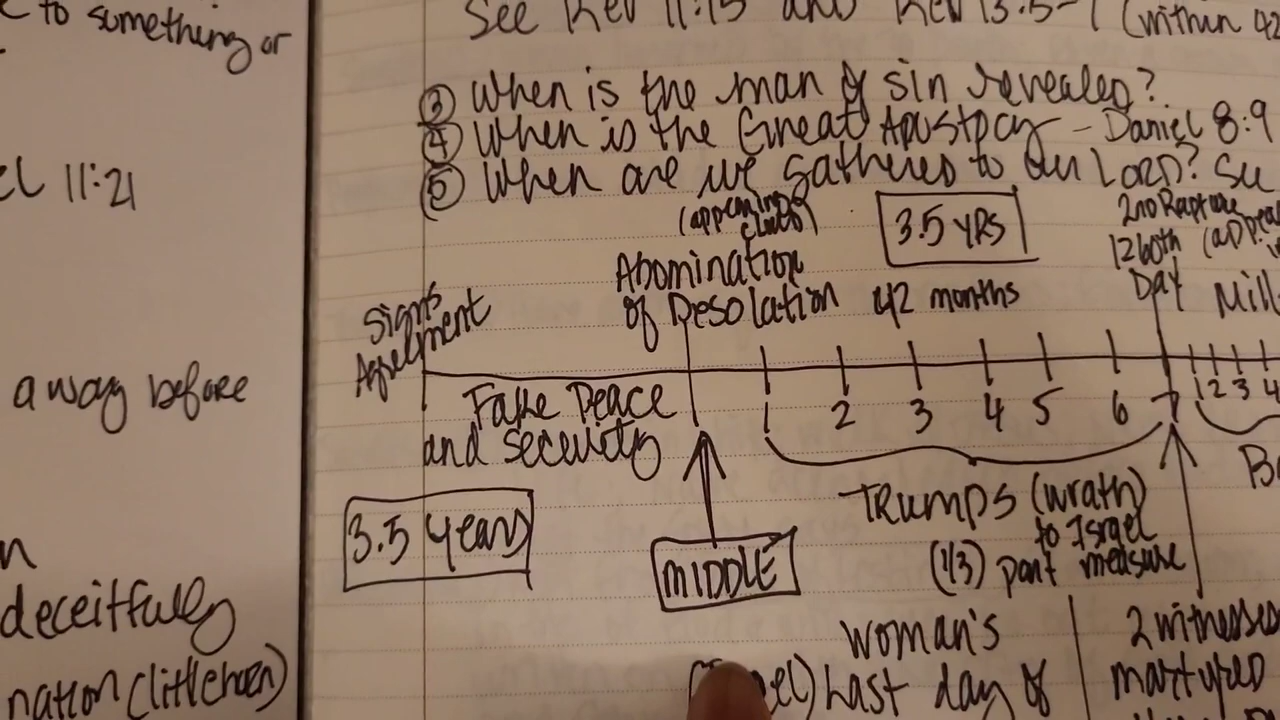 e to something or
el 11:21
away before
n
deceitfully
nation (little horn)
See Rev 11:15 and Rev 13:5-7 (within 42
③ When is the man of sin revealed?
④ When is the Great Apostpcy - Daniel 8:9
⑤ When are we gathered to our Lord? See
Signs
Agreement
(appearing
clouds)
Abomination
of Desolation
3.5 YRS
42 months
2nd Rapture
1260th (appea
Day
Mill
Fake Peace
and security
1 2 3 4 5 6 7
1 2 3 4
3.5 years
MIDDLE
TRUMPS (wrath)
to Israel
(1/3) part measure
B
woman's
Last day of
2 witnesses
martyred